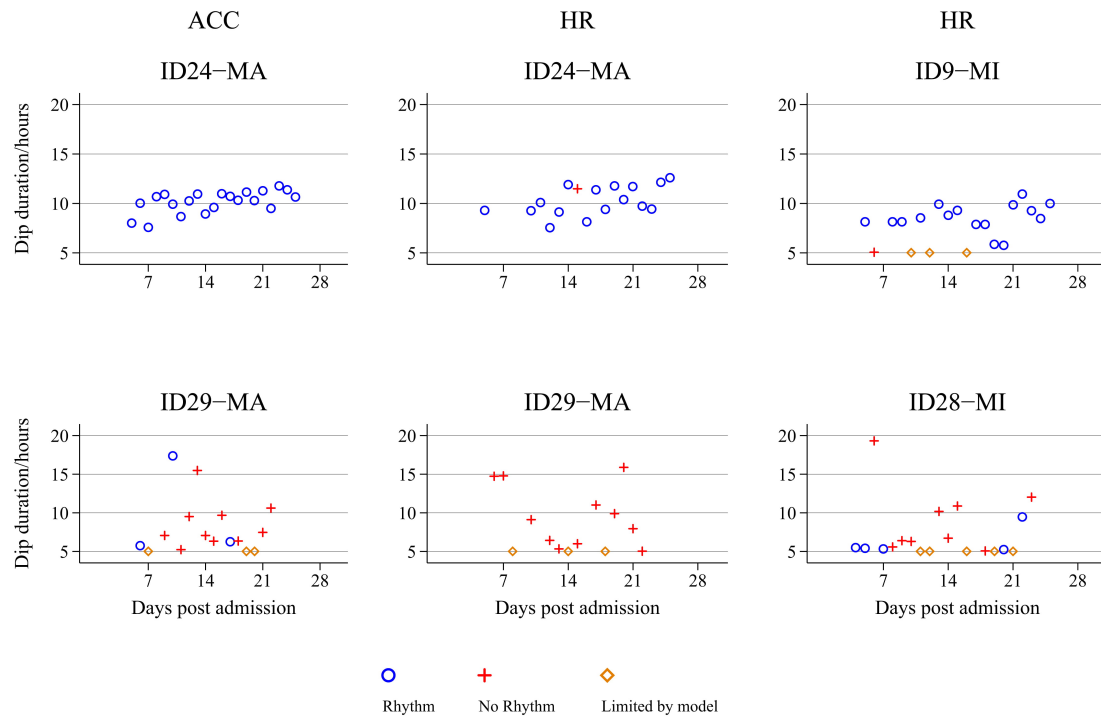 ACC HR HR
ID24−MA ID24−MA ID9−MI
Dip duration/hours
20 20 20
15 15 15
10 10 10
5 5 5
7 14 21 28 7 14 21 28 7 14 21 28
ID29−MA ID29−MA ID28−MI
Dip duration/hours
20 20 20
15 15 15
10 10 10
5 5 5
7 14 21 28 7 14 21 28 7 14 21 28
Days post admission Days post admission Days post admission
Rhythm No Rhythm Limited by model